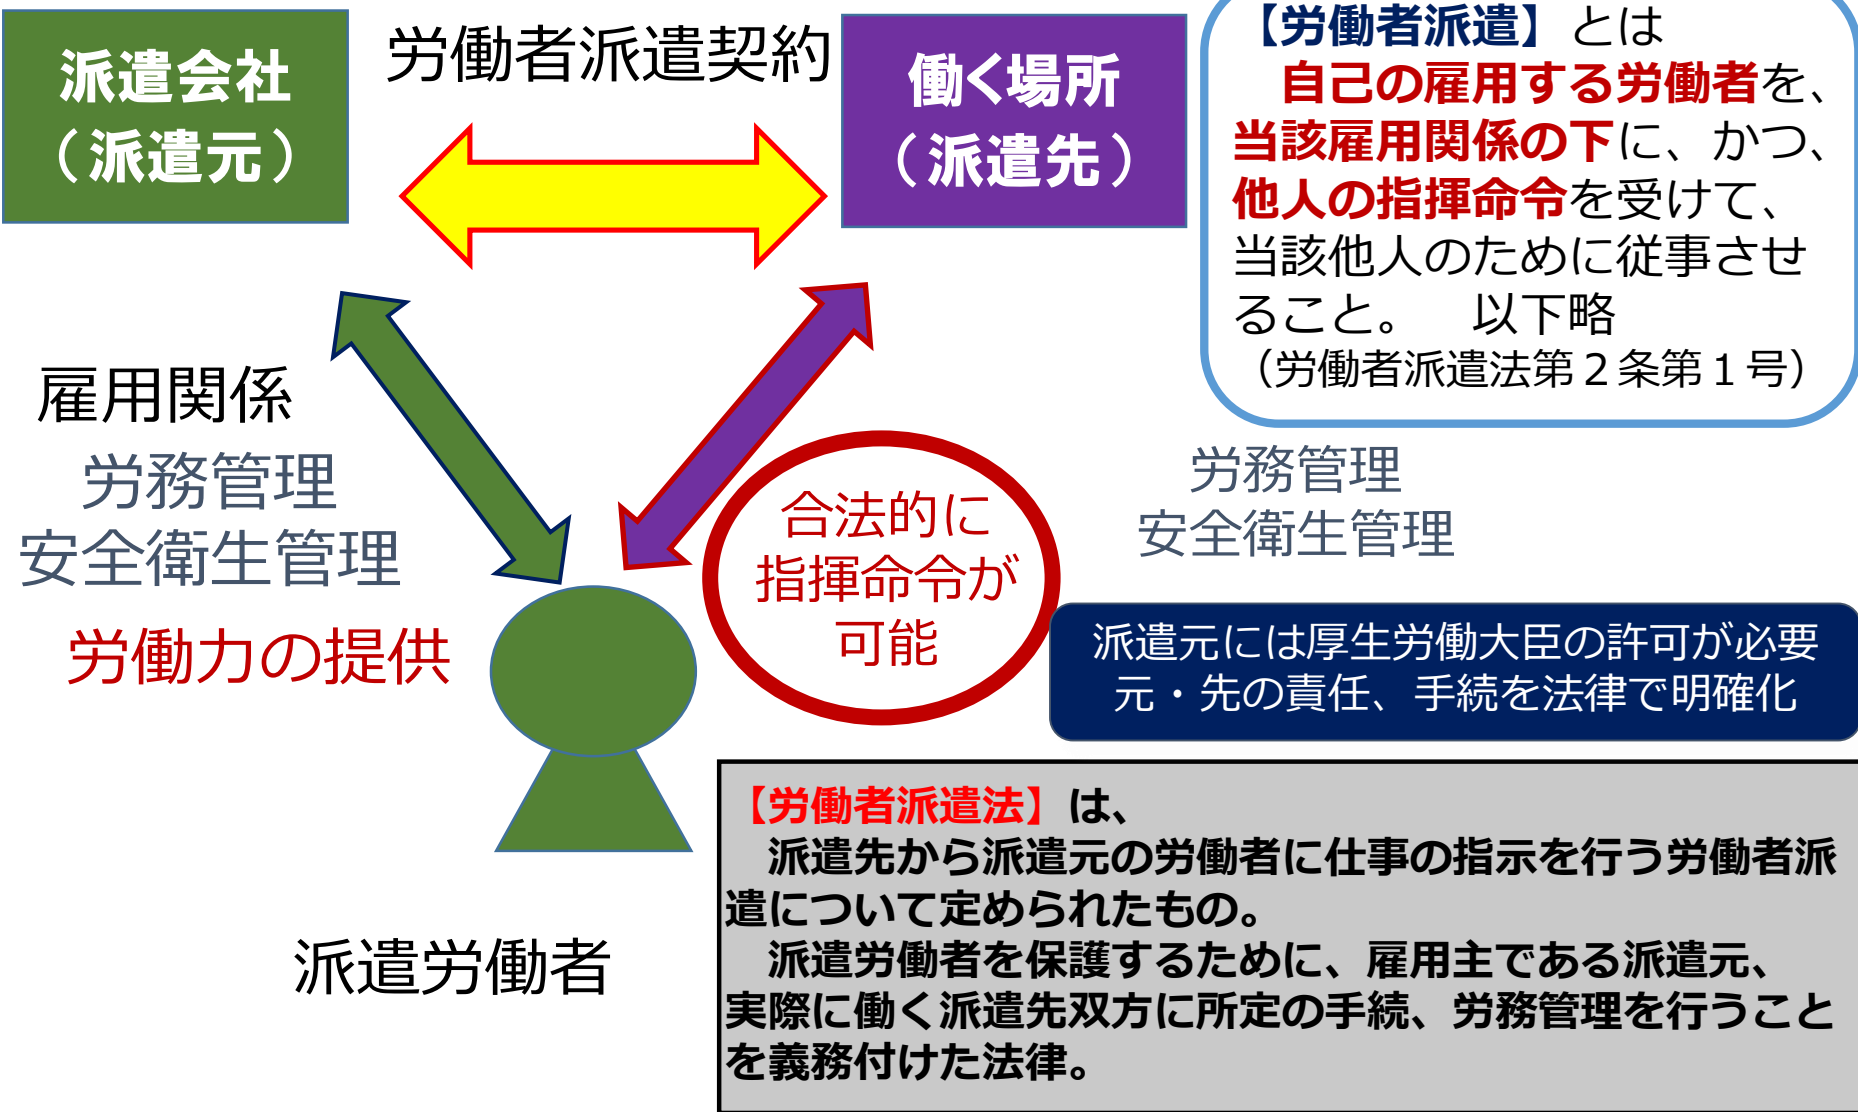 派遣会社
（派遣元）
労働者派遣契約
働く場所
（派遣先）
【労働者派遣】とは
　自己の雇用する労働者を、
当該雇用関係の下に、かつ、
他人の指揮命令を受けて、
当該他人のために従事させ
ること。　以下略
（労働者派遣法第２条第１号）
雇用関係
労務管理
安全衛生管理
労働力の提供
合法的に
指揮命令が
可能
労務管理
安全衛生管理
派遣元には厚生労働大臣の許可が必要
元・先の責任、手続を法律で明確化
派遣労働者
【労働者派遣法】は、
　派遣先から派遣元の労働者に仕事の指示を行う労働者派
遣について定められたもの。
　派遣労働者を保護するために、雇用主である派遣元、
実際に働く派遣先双方に所定の手続、労務管理を行うこと
を義務付けた法律。